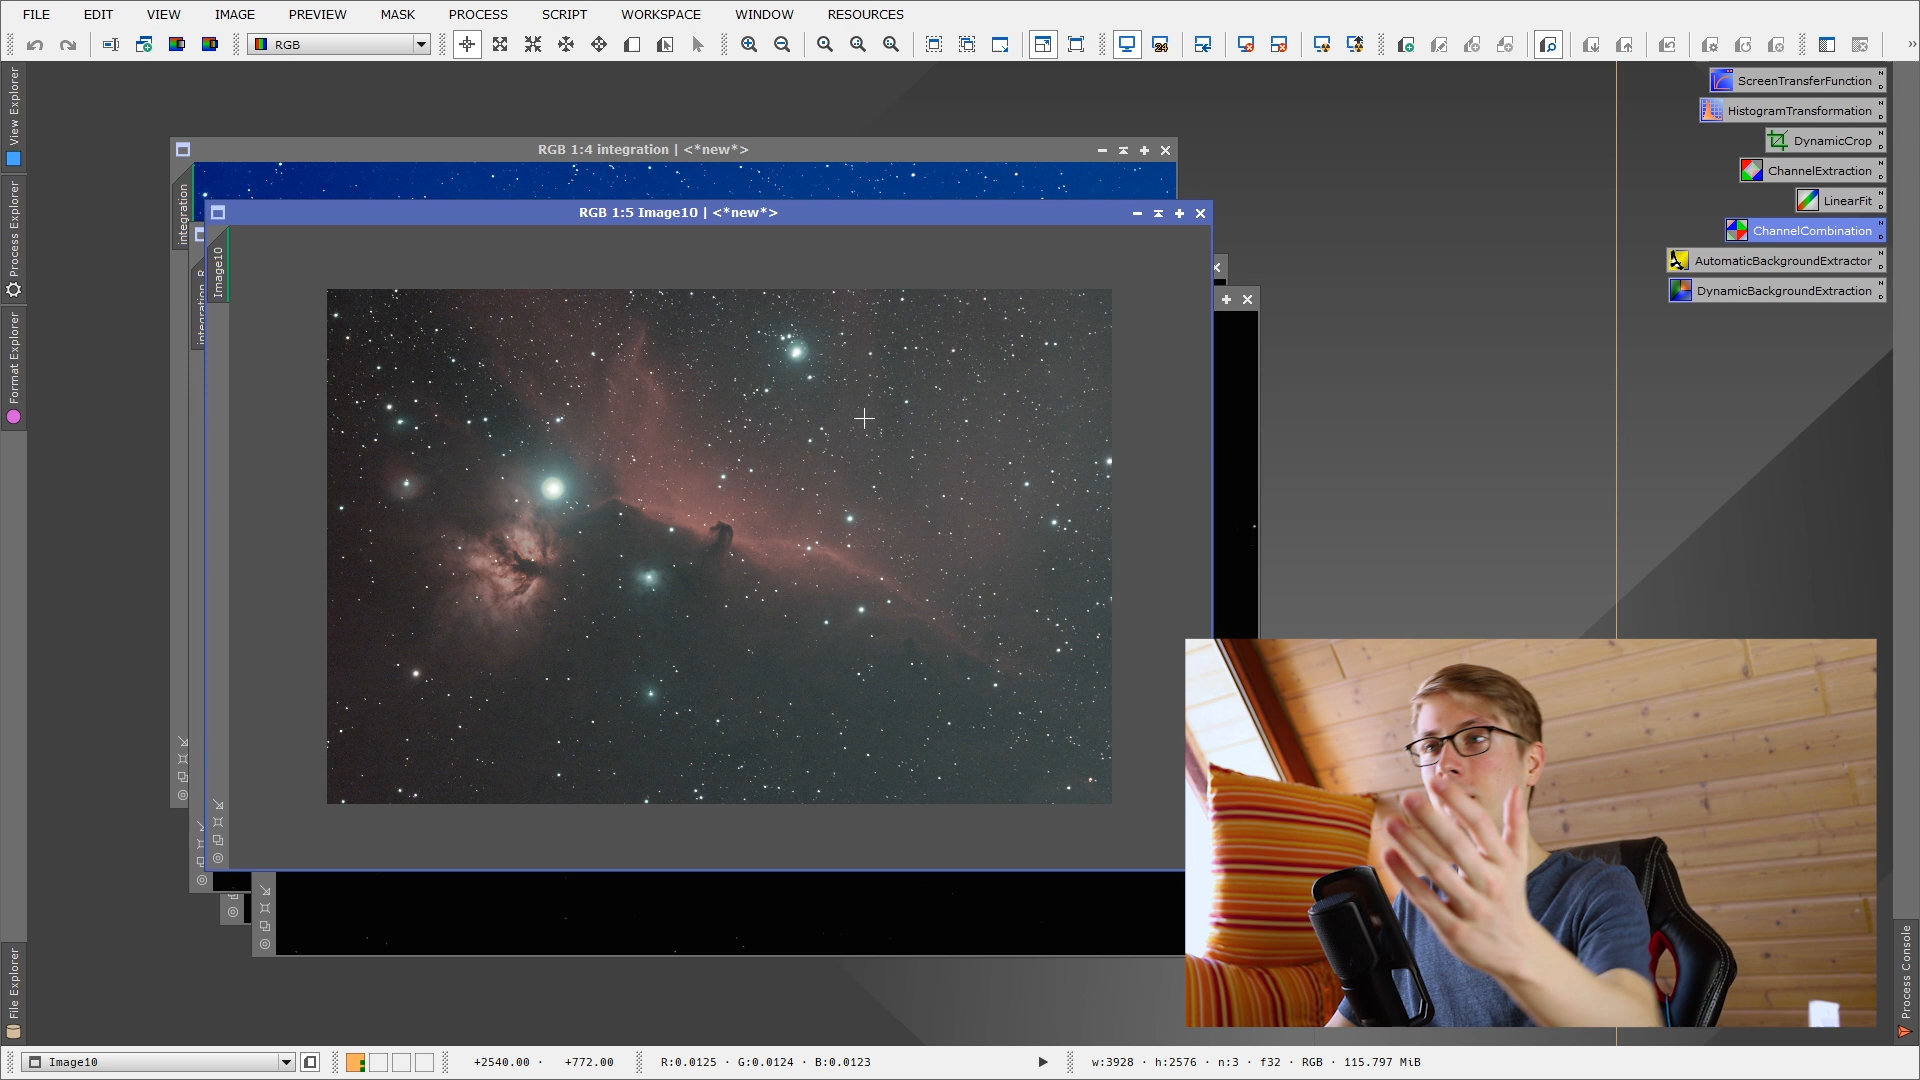 FILE EDIT VIEW IMAGE PREVIEW MASK PROCESS SCRIPT WORKSPACE WINDOW RESOURCES
RGB
24
View Explorer
Process Explorer
Format Explorer
File Explorer
Process Console
ScreenTransferFunction
HistogramTransformation
DynamicCrop
ChannelExtraction
LinearFit
ChannelCombination
AutomaticBackgroundExtractor
DynamicBackgroundExtraction
RGB 1:4 integration | <*new*>
integration
RGB 1:5 Image10 | <*new*>
Image10
integration
Image10
+2540.00 · +772.00
R:0.0125 · G:0.0124 · B:0.0123
w:3928 · h:2576 · n:3 · f32 · RGB · 115.797 MiB